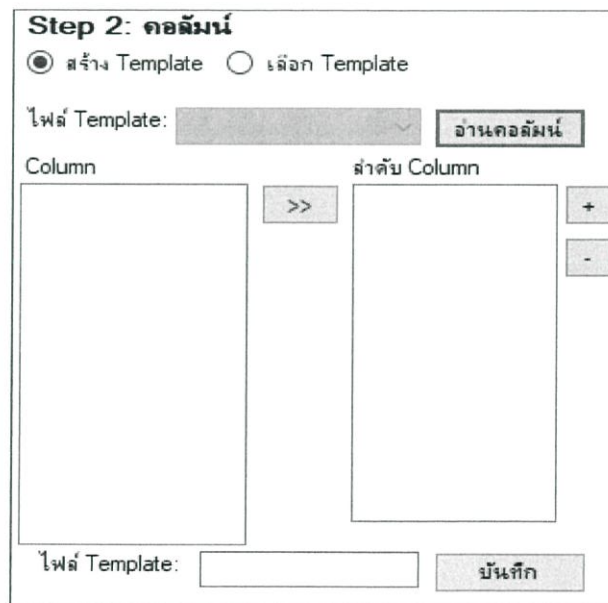 Step 2: คอลัมน์
สร้าง Template เลือก Template
ไฟล์ Template: อ่านคอลัมน์
Column ลำดับ Column
>> +
-
ไฟล์ Template: บันทึก